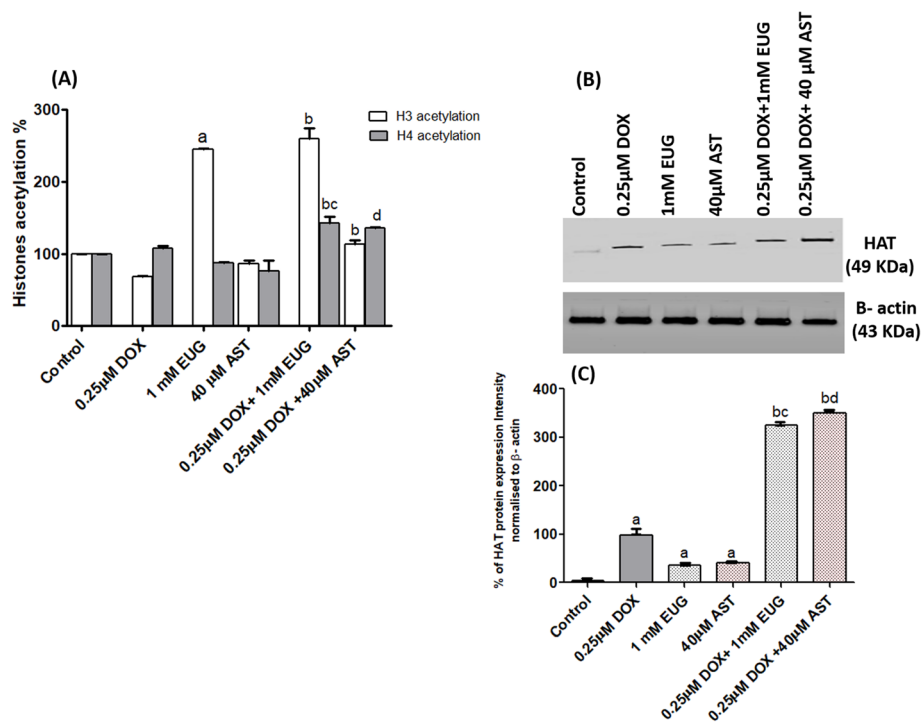 (A)
Histones acetylation %
300
200
100
0
H3 acetylation
H4 acetylation
a
b
bc
b
d
Control
0.25µM DOX
1 mM EUG
40 µM AST
0.25µM DOX+ 1mM EUG
0.25µM DOX +40µM AST
(B)
Control
0.25µM DOX
1mM EUG
40µM AST
0.25µM DOX+1mM EUG
0.25µM DOX+ 40 µM AST
HAT
(49 KDa)
B- actin
(43 KDa)
(C)
% of HAT protein expression Intensity
normalised to β- actin
400
300
200
100
0
a
a
a
bc
bd
Control
0.25µM DOX
1 mM EUG
40µM AST
0.25µM DOX+ 1mM EUG
0.25µM DOX +40µM AST